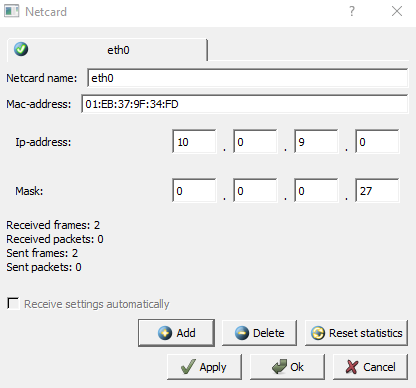 Netcard ? X
eth0
Netcard name: eth0
Mac-address: 01:EB:37:9F:34:FD
Ip-address: 10 . 0 . 9 . 0
Mask: 0 . 0 . 0 . 27
Received frames: 2
Received packets: 0
Sent frames: 2
Sent packets: 0
Receive settings automatically
Add Delete Reset statistics
Apply Ok Cancel